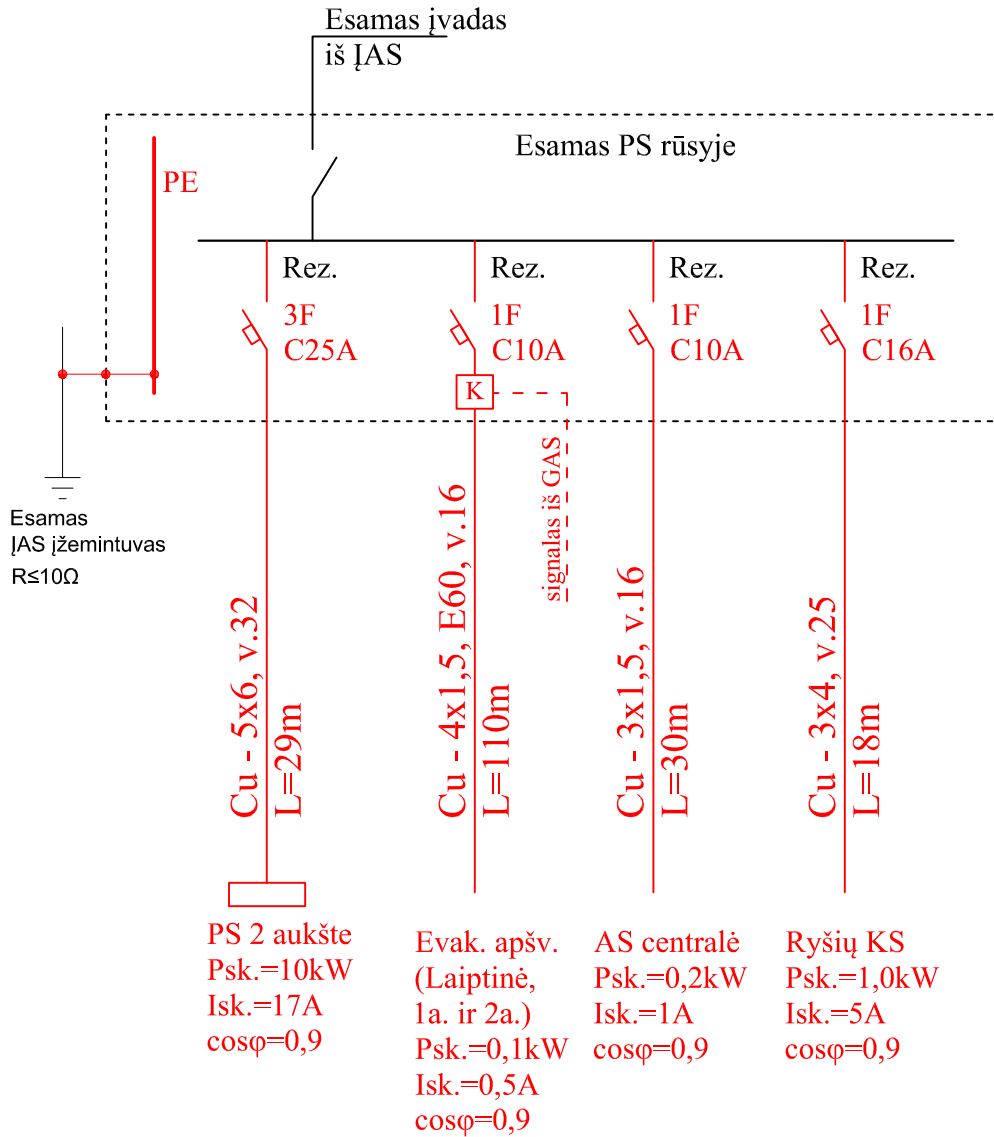 Esamas įvadas
iš ĮAS
Esamas PS rūsyje
PE
Rez.
3F
C25A
Rez.
1F
C10A
K
Rez.
1F
C10A
Rez.
1F
C16A
signalas iš GAS
Esamas
ĮAS įžemintuvas
R≤10Ω
Cu - 5x6, v.32
L=29m
Cu - 4x1,5, E60, v.16
L=110m
Cu - 3x1,5, v.16
L=30m
Cu - 3x4, v.25
L=18m
PS 2 aukšte
Psk.=10kW
Isk.=17A
cosφ=0,9
Evak. apšv.
(Laiptinė,
1a. ir 2a.)
Psk.=0,1kW
Isk.=0,5A
cosφ=0,9
AS centralė
Psk.=0,2kW
Isk.=1A
cosφ=0,9
Ryšių KS
Psk.=1,0kW
Isk.=5A
cosφ=0,9